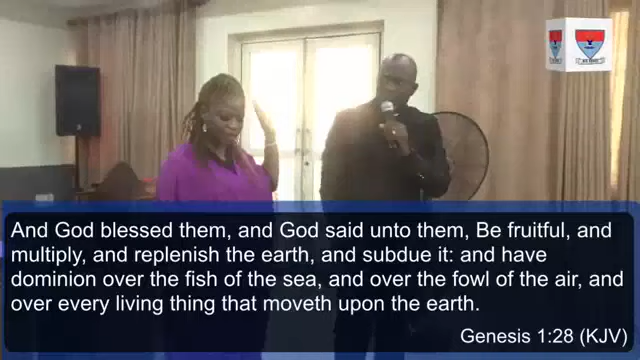 And God blessed them, and God said unto them, Be fruitful, and
multiply, and replenish the earth, and subdue it: and have
dominion over the fish of the sea, and over the fowl of the air, and
over every living thing that moveth upon the earth.
Genesis 1:28 (KJV)